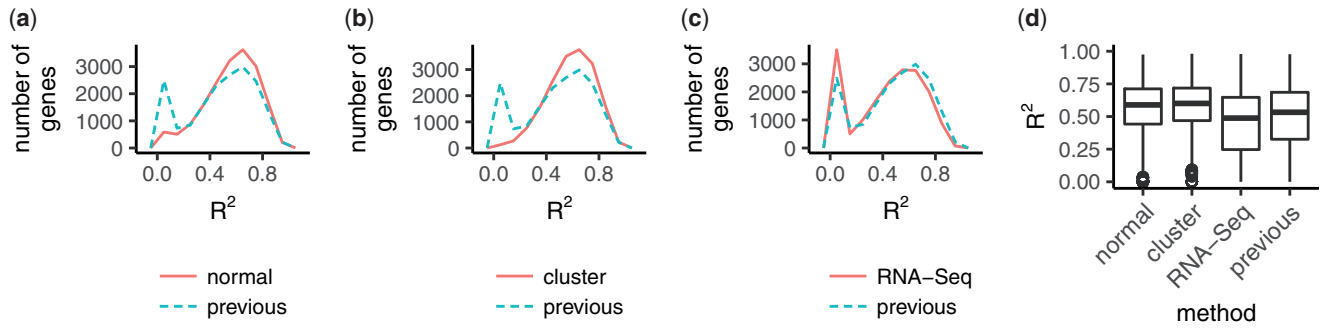 (a)
number of
genes
3000
2000
1000
0
0.0 0.4 0.8
R²
normal
previous
(b)
number of
genes
3000
2000
1000
0
0.0 0.4 0.8
R²
cluster
previous
(c)
number of
genes
3000
2000
1000
0
0.0 0.4 0.8
R²
RNA−Seq
previous
(d)
R²
1.00
0.75
0.50
0.25
0.00
normal
cluster
RNA−Seq
previous
method